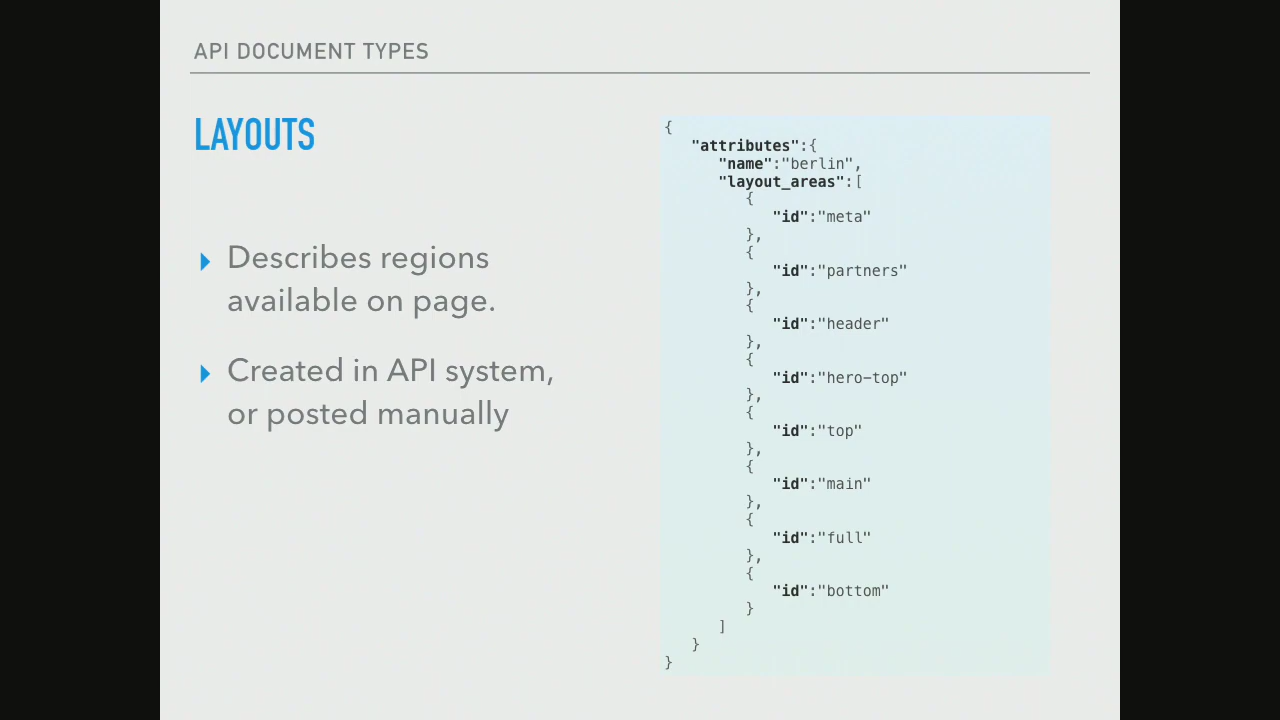 API DOCUMENT TYPES
LAYOUTS
▸ Describes regions
available on page.
▸ Created in API system,
or posted manually
{
"attributes":{
"name":"berlin",
"layout_areas":[
{
"id":"meta"
},
{
"id":"partners"
},
{
"id":"header"
},
{
"id":"hero-top"
},
{
"id":"top"
},
{
"id":"main"
},
{
"id":"full"
},
{
"id":"bottom"
}
]
}
}